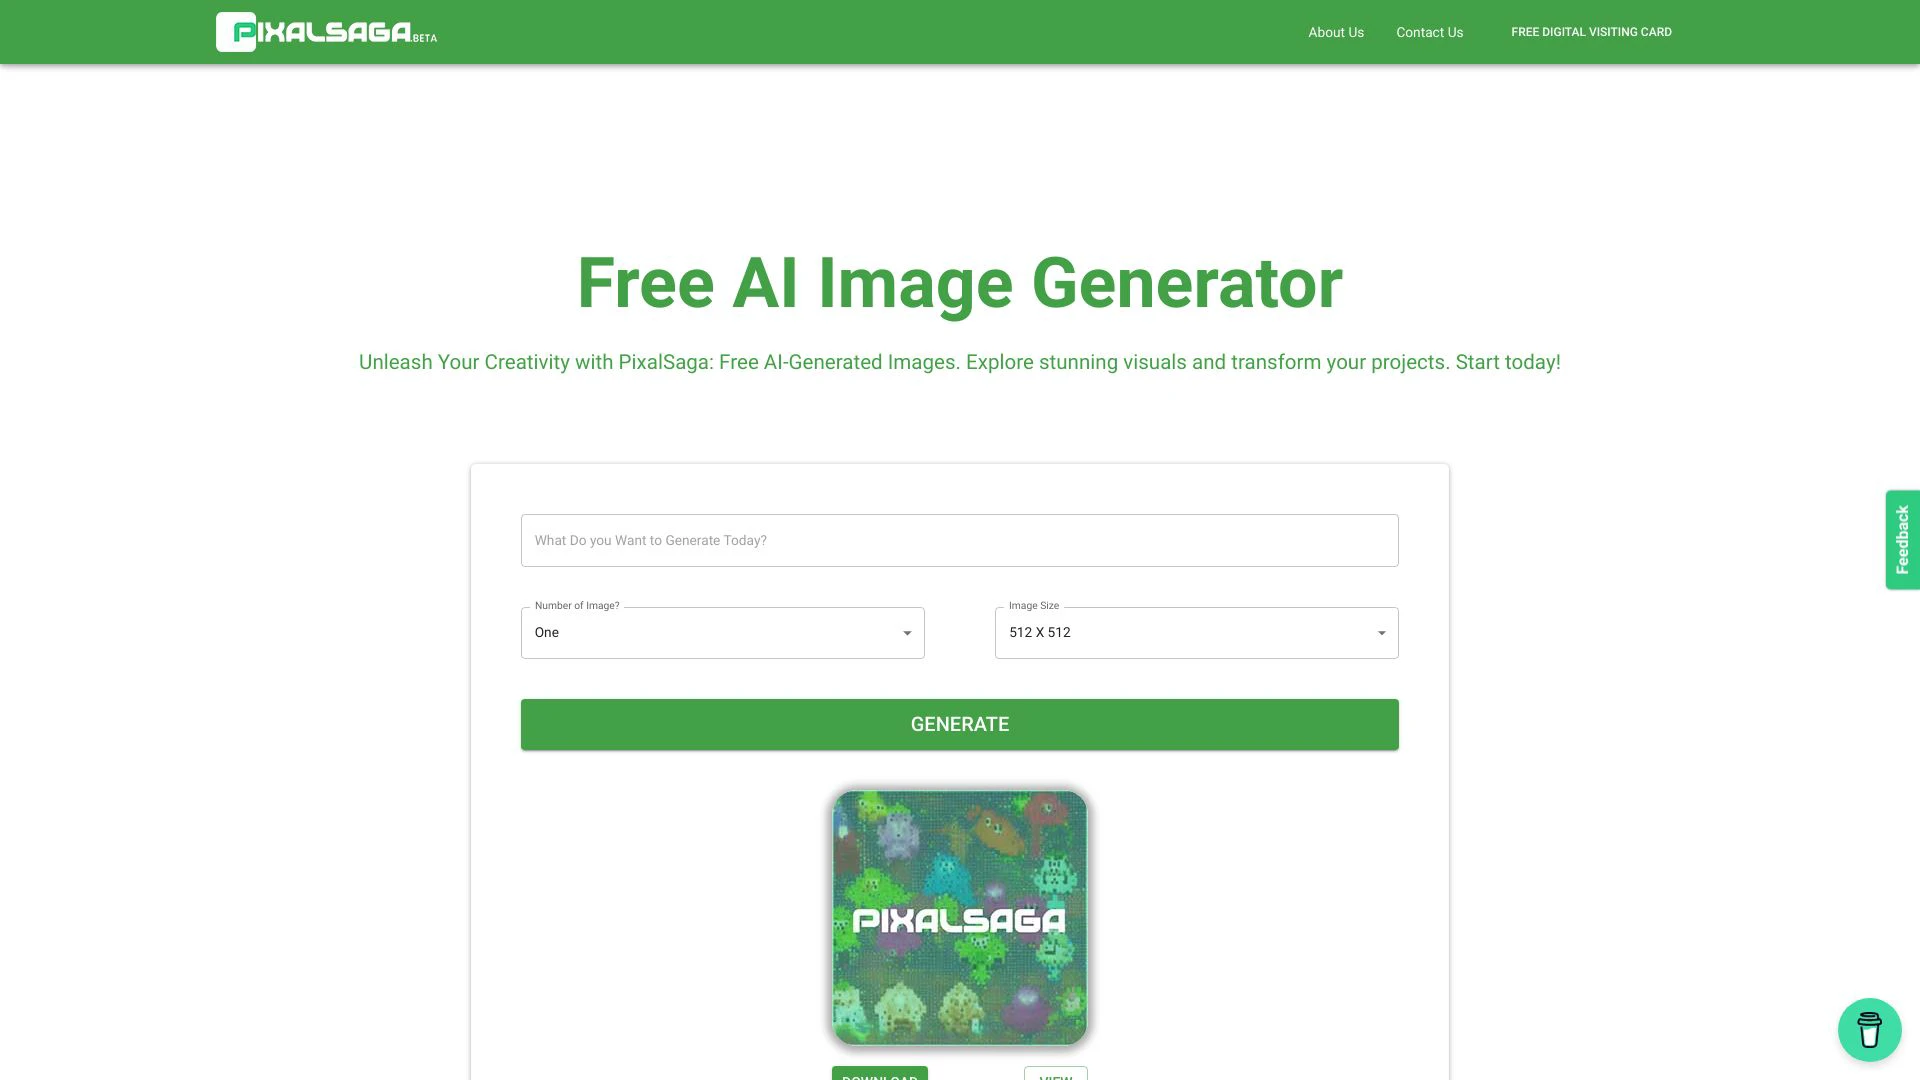 PIXALSAGA.BETA
About Us
Contact Us
FREE DIGITAL VISITING CARD
Free AI Image Generator
Unleash Your Creativity with PixalSaga: Free AI-Generated Images. Explore stunning visuals and transform your projects. Start today!
What Do you Want to Generate Today?
Number of Image?
One
Image Size
512 X 512
GENERATE
PIXALSAGA
DOWNLOAD
VIEW
Feedback